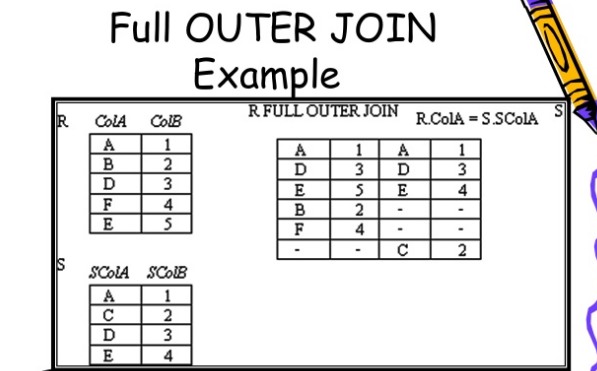 Full OUTER JOIN
Example
R FULL OUTER JOIN R.ColA = S.SColA S
R ColA ColB
A 1
B 2
D 3
F 4
E 5
A 1 A 1
D 3 D 3
E 5 E 4
B 2 - -
F 4 - -
- - C 2
S SColA SColB
A 1
C 2
D 3
E 4